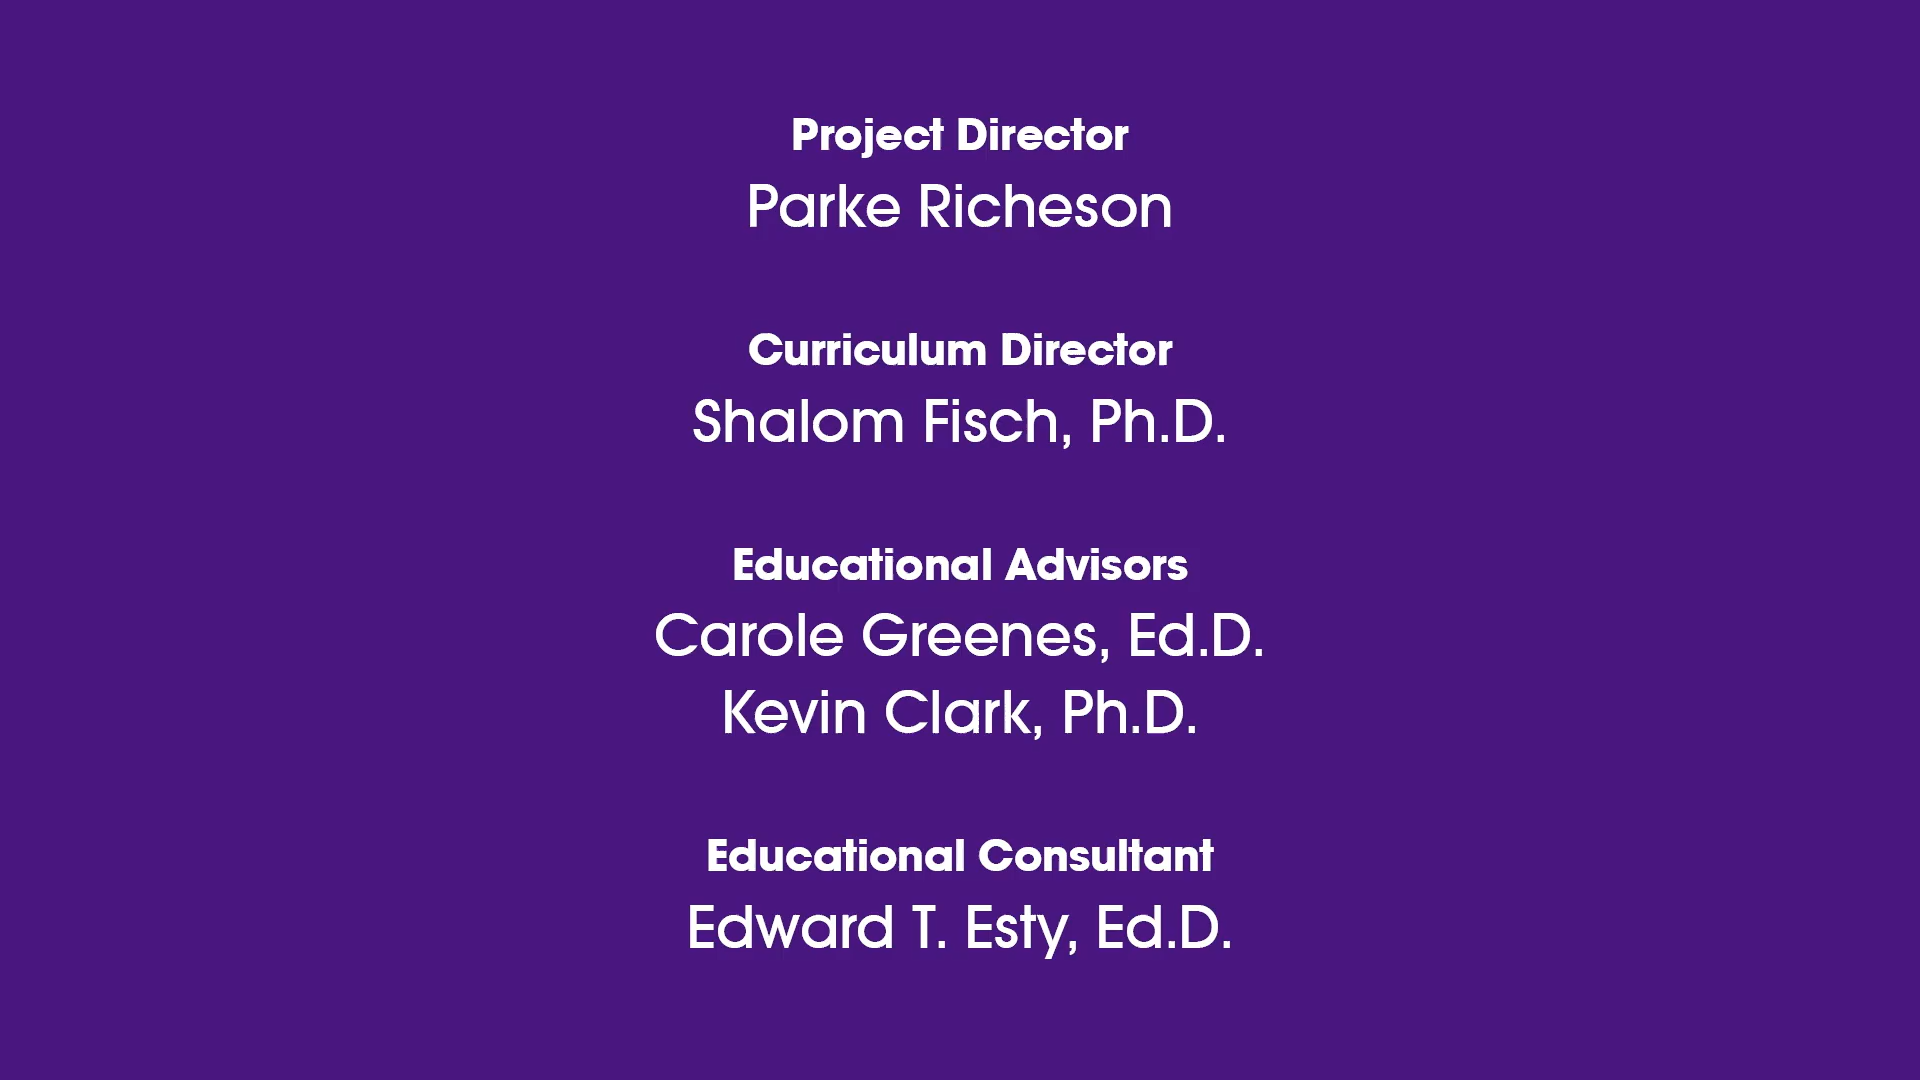 Project Director
Parke Richeson
Curriculum Director
Shalom Fisch, Ph.D.
Educational Advisors
Carole Greenes, Ed.D.
Kevin Clark, Ph.D.
Educational Consultant
Edward T. Esty, Ed.D.